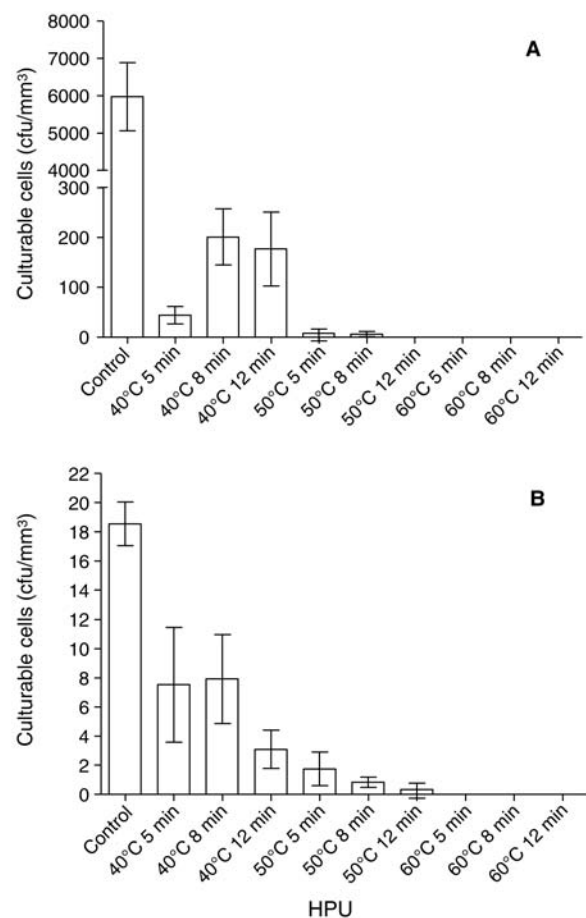 A
Culturable cells (cfu/mm³)
8000
7000
6000
5000
4000
300
200
100
0
Control
40°C 5 min
40°C 8 min
40°C 12 min
50°C 5 min
50°C 8 min
50°C 12 min
60°C 5 min
60°C 8 min
60°C 12 min
B
Culturable cells (cfu/mm³)
22
20
18
16
14
12
10
8
6
4
2
0
Control
40°C 5 min
40°C 8 min
40°C 12 min
50°C 5 min
50°C 8 min
50°C 12 min
60°C 5 min
60°C 8 min
60°C 12 min
HPU